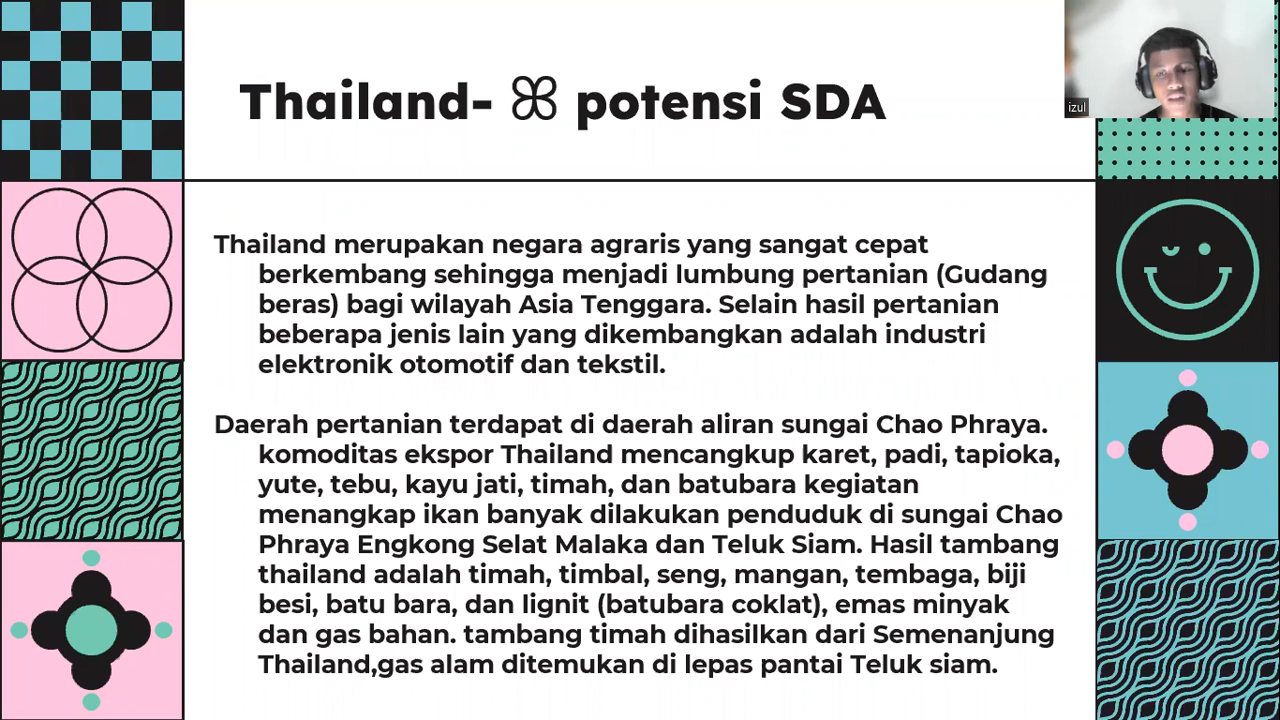 Thailand- potensi SDA
izul
Thailand merupakan negara agraris yang sangat cepat
berkembang sehingga menjadi lumbung pertanian (Gudang
beras) bagi wilayah Asia Tenggara. Selain hasil pertanian
beberapa jenis lain yang dikembangkan adalah industri
elektronik otomotif dan tekstil.
Daerah pertanian terdapat di daerah aliran sungai Chao Phraya.
komoditas ekspor Thailand mencangkup karet, padi, tapioka,
yute, tebu, kayu jati, timah, dan batubara kegiatan
menangkap ikan banyak dilakukan penduduk di sungai Chao
Phraya Engkong Selat Malaka dan Teluk Siam. Hasil tambang
thailand adalah timah, timbal, seng, mangan, tembaga, biji
besi, batu bara, dan lignit (batubara coklat), emas minyak
dan gas bahan. tambang timah dihasilkan dari Semenanjung
Thailand,gas alam ditemukan di lepas pantai Teluk siam.